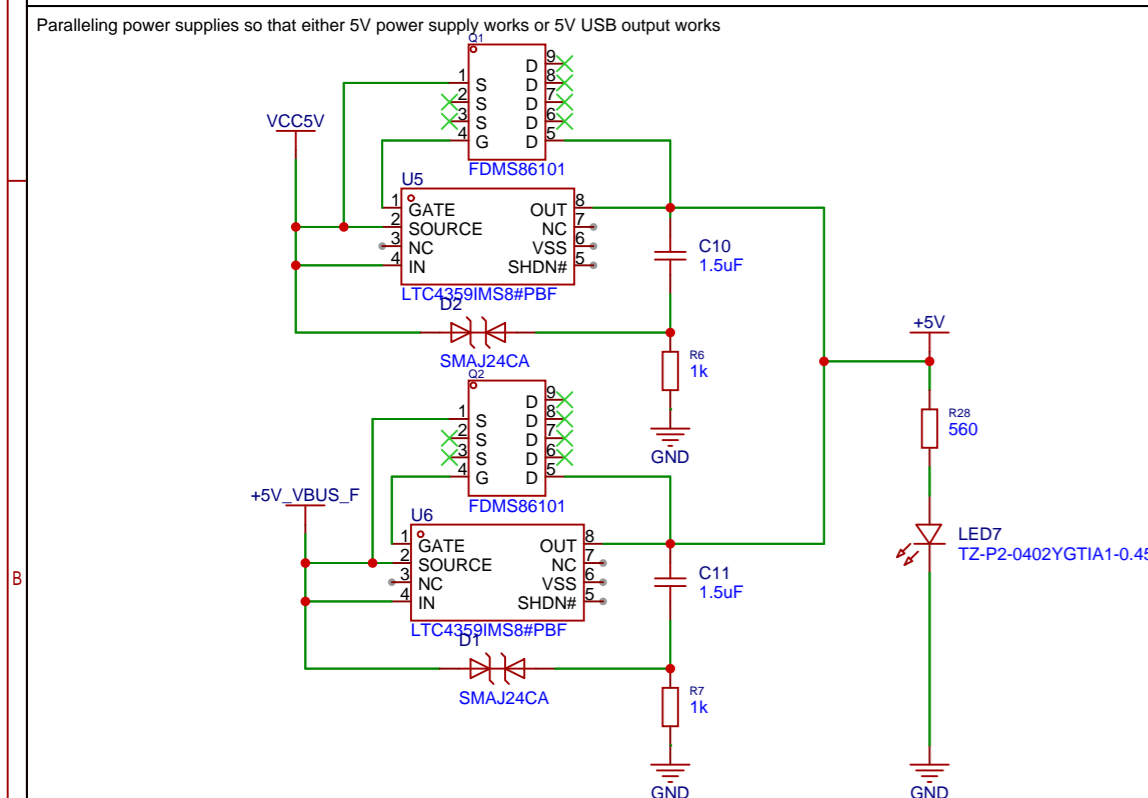 Paralleling power supplies so that either 5V power supply works or 5V USB output works
Q1
1 S D 9
2 S D 8
3 S D 7
4 G D 6
D 5
FDMS86101
VCC5V
U5
1 GATE OUT 8
2 SOURCE NC 7
3 NC VSS 6
4 IN SHDN# 5
LTC4359IMS8#PBF
C10
1.5uF
D2
SMAJ24CA
R6
1k
GND
Q2
1 S D 9
2 S D 8
3 S D 7
4 G D 6
D 5
FDMS86101
+5V_VBUS_F
U6
1 GATE OUT 8
2 SOURCE NC 7
3 NC VSS 6
4 IN SHDN# 5
LTC4359IMS8#PBF
C11
1.5uF
D1
SMAJ24CA
R7
1k
GND
+5V
R28
560
LED7
TZ-P2-0402YGTIA1-0.45
GND
B